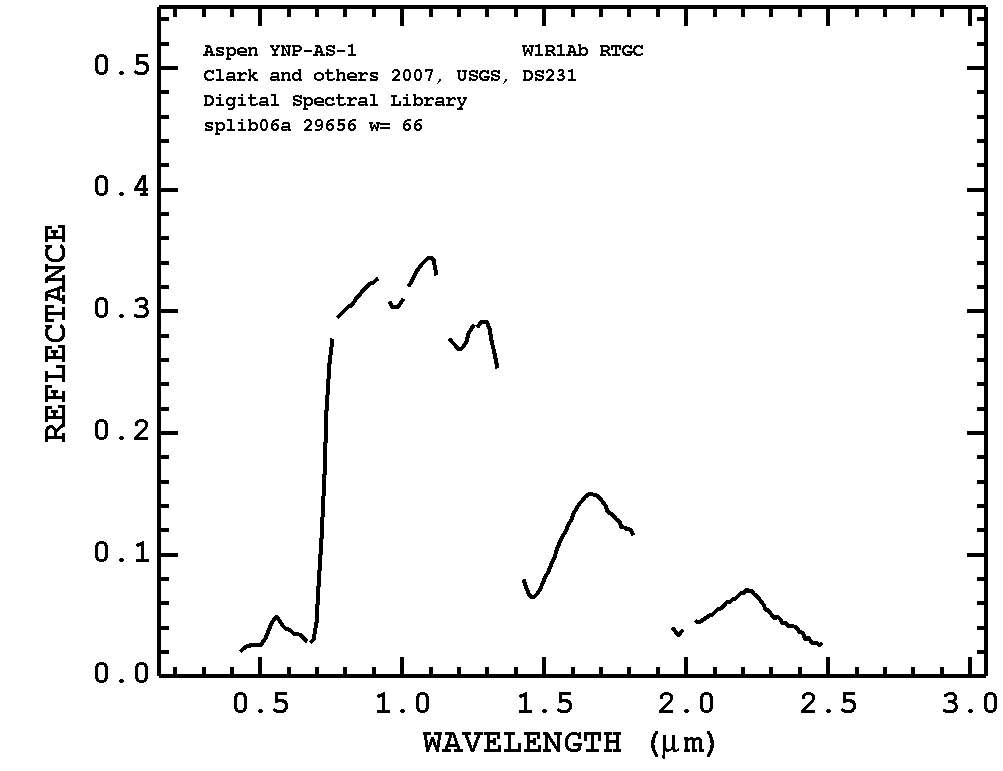 Aspen YNP-AS-1 W1R1Ab RTGC
Clark and others 2007, USGS, DS231
Digital Spectral Library
splib06a 29656 w= 66
0.5
0.4
0.3
0.2
0.1
0.0
REFLECTANCE
0.5 1.0 1.5 2.0 2.5 3.0
WAVELENGTH (μm)